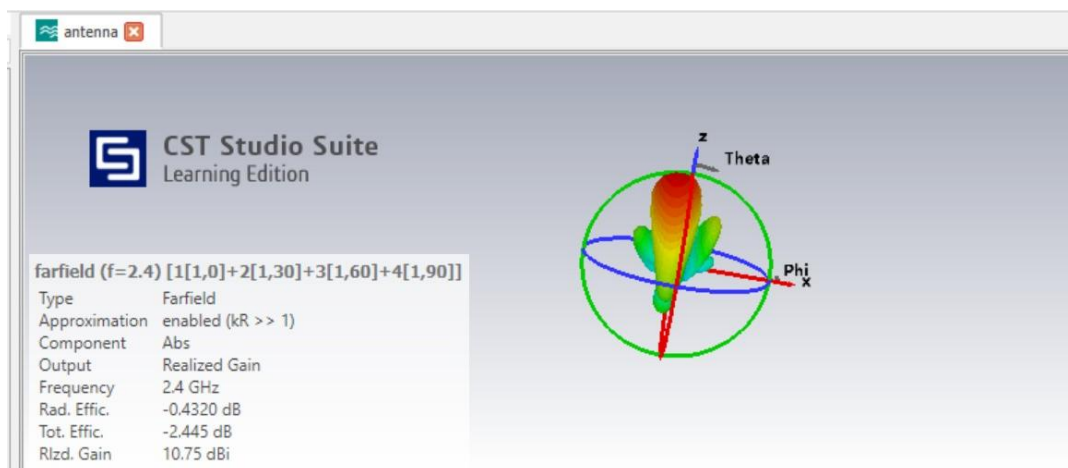 antenna
CST Studio Suite
Learning Edition
z
Theta
Phi
x
farfield (f=2.4) [1[1,0]+2[1,30]+3[1,60]+4[1,90]]
Type Farfield
Approximation enabled (kR >> 1)
Component Abs
Output Realized Gain
Frequency 2.4 GHz
Rad. Effic. -0.4320 dB
Tot. Effic. -2.445 dB
Rlzd. Gain 10.75 dBi